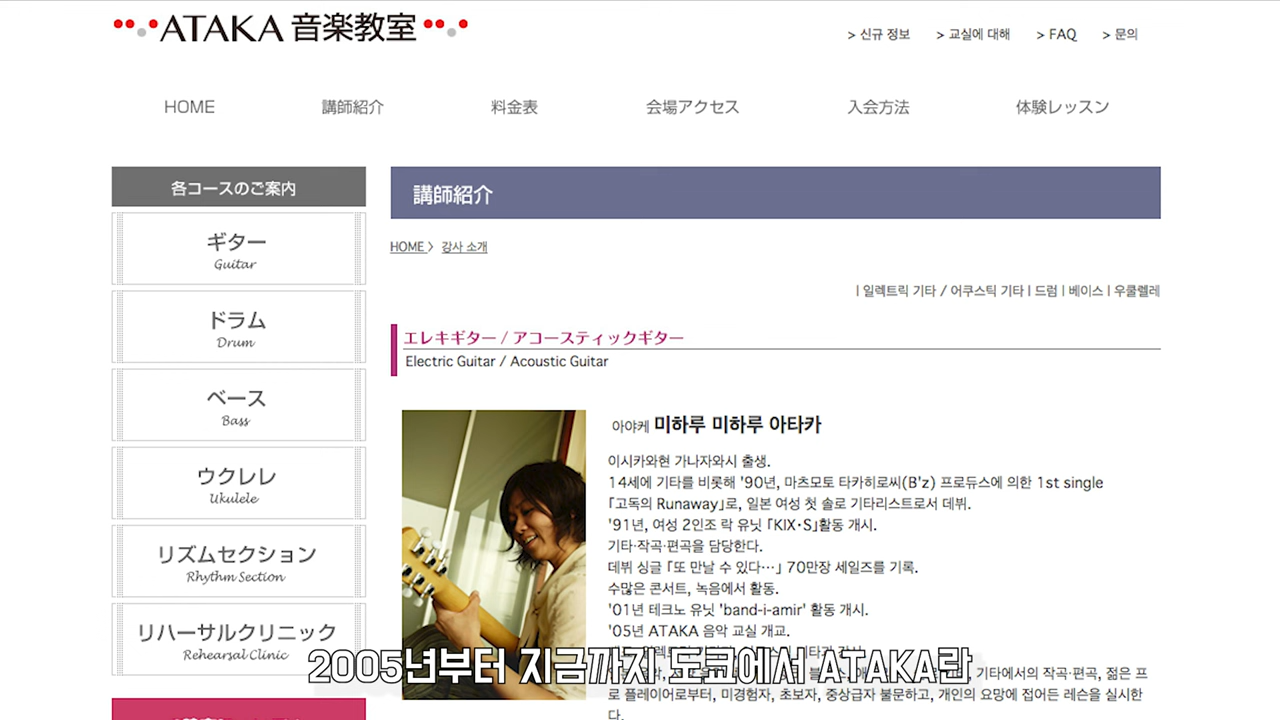 ATAKA 音楽教室
> 신규 정보 > 교실에 대해 > FAQ > 문의
HOME 講師紹介 料金表 会場アクセス 入会方法 体験レッスン
各コースのご案内
ギター
Guitar
ドラム
Drum
ベース
Bass
ウクレレ
Ukulele
リズムセクション
Rhythm Section
リハーサルクリニック
Rehearsal Clinic
講師紹介
HOME 〉 강사 소개
| 일렉트릭 기타 / 어쿠스틱 기타 | 드럼 | 베이스 | 우쿨렐레
エレキギター / アコースティックギター
Electric Guitar / Acoustic Guitar
아야케 미하루 미하루 아타카
이시카와현 가나자와시 출생.
14세에 기타를 비롯해 '90년, 마츠모토 타카히로씨(B'z) 프로듀스에 의한 1st single
「고독의 Runaway」로, 일본 여성 첫 솔로 기타리스트로서 데뷔.
'91년, 여성 2인조 락 유닛 「KIX・S」활동 개시.
기타·작곡·편곡을 담당한다.
데뷔 싱글 「또 만날 수 있다…」 70만장 세일즈를 기록.
수많은 콘서트, 녹음에서 활동.
'01년 테크노 유닛 'band-i-amir' 활동 개시.
'05년 ATAKA 음악 교실 개교.
기타에서의 작곡·편곡, 젊은 프
로 플레이어로부터, 미경험자, 초보자, 중상급자 불문하고, 개인의 요망에 접어든 레슨을 실시한
다.
2005년부터 지금까지 도쿄에서 ATAKA란